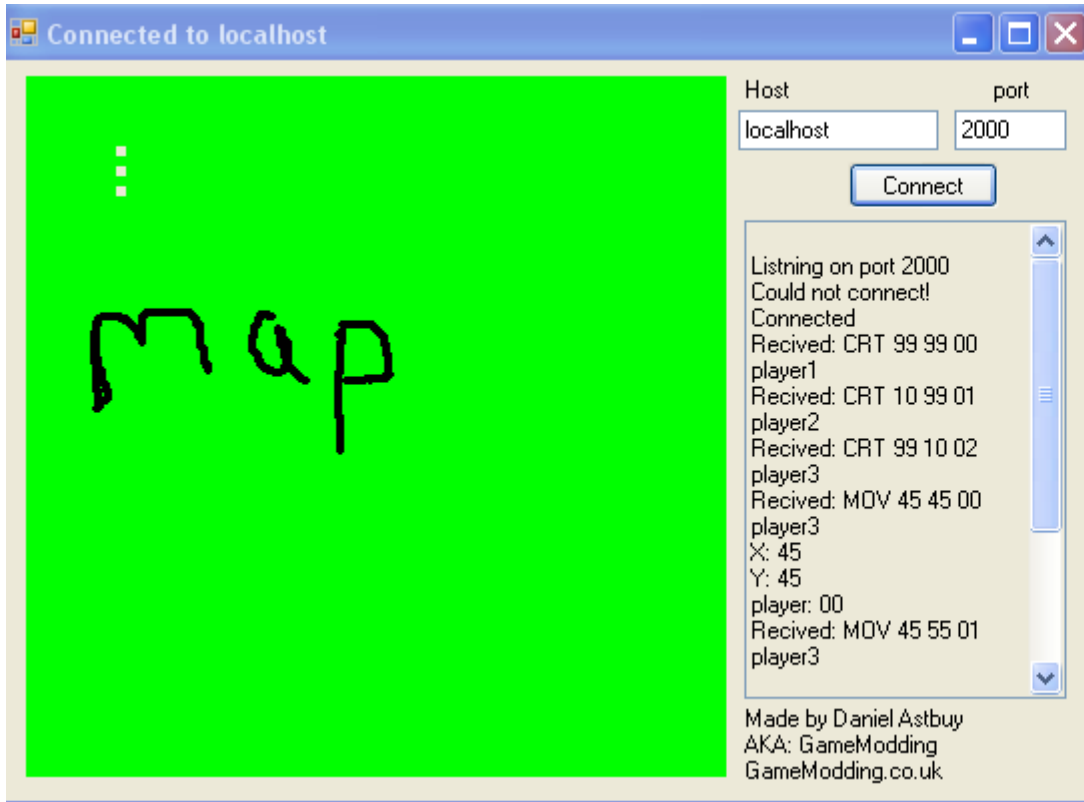 Connected to localhost
Host port
localhost 2000
Connect
map
Listning on port 2000
Could not connect!
Connected
Recived: CRT 99 99 00
player1
Recived: CRT 10 99 01
player2
Recived: CRT 99 10 02
player3
Recived: MOV 45 45 00
player3
X: 45
Y: 45
player: 00
Recived: MOV 45 55 01
player3
Made by Daniel Astbuy
AKA: GameModding
GameModding.co.uk